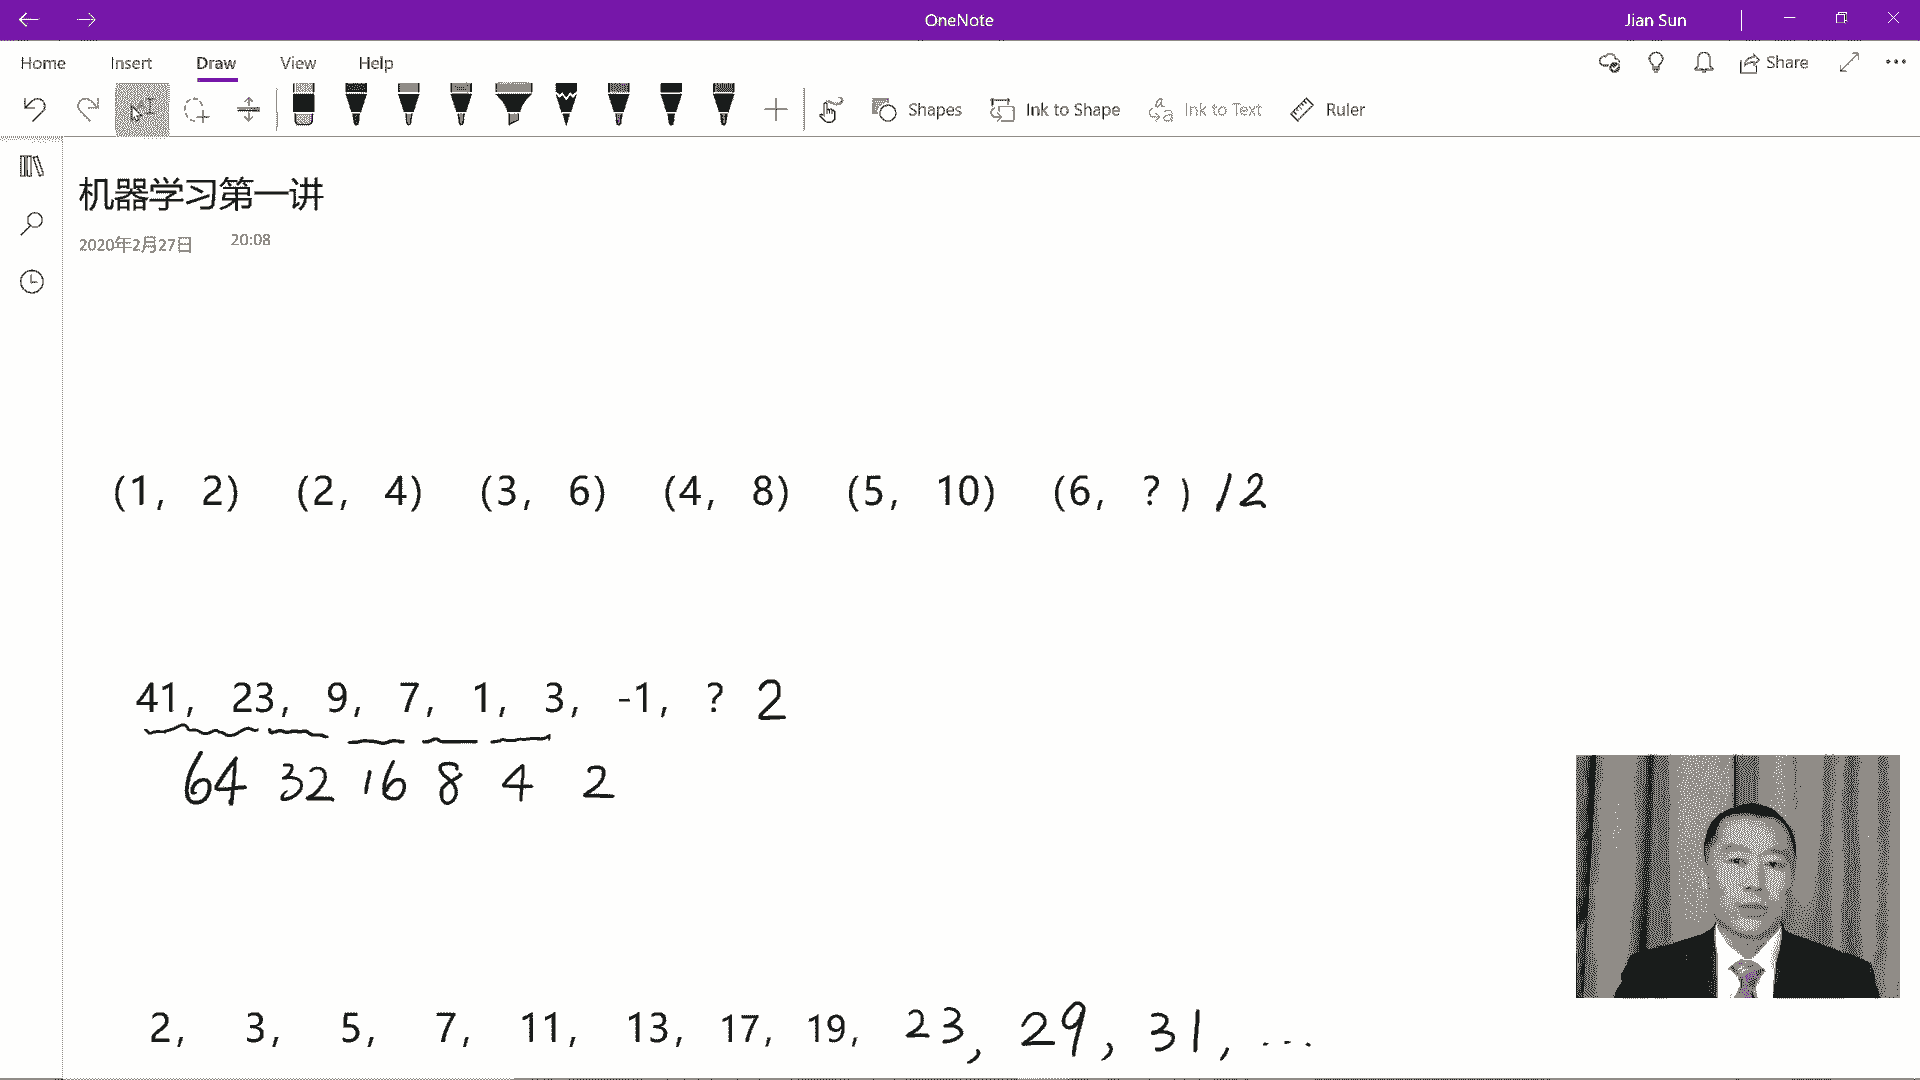 OneNote
Jian Sun
Home Insert Draw View Help
Share
Shapes Ink to Shape Ink to Text Ruler
机器学习第一讲
2020年2月27日 20:08
(1, 2) (2, 4) (3, 6) (4, 8) (5, 10) (6, ? ) 12
41, 23, 9, 7, 1, 3, -1, ? 2
64 32 16 8 4 2
2, 3, 5, 7, 11, 13, 17, 19, 23, 29, 31, ...